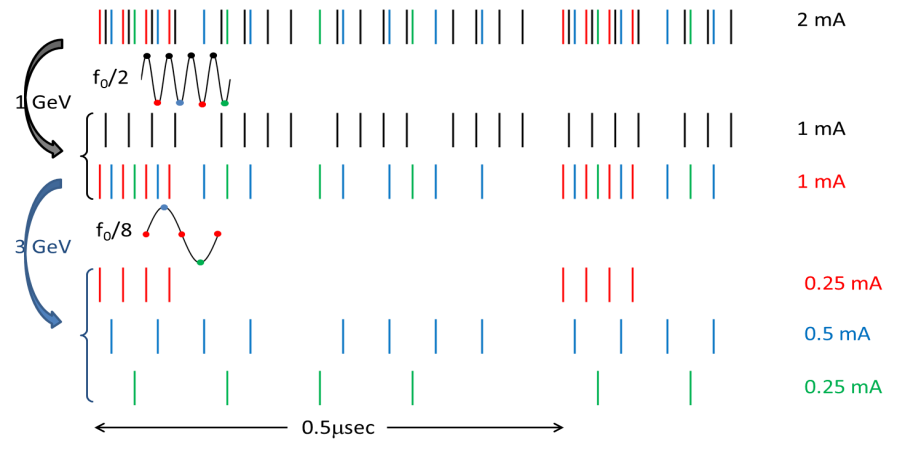 2 mA
f₀/2
1 GeV
1 mA
1 mA
f₀/8
3 GeV
0.25 mA
0.5 mA
0.25 mA
0.5μsec